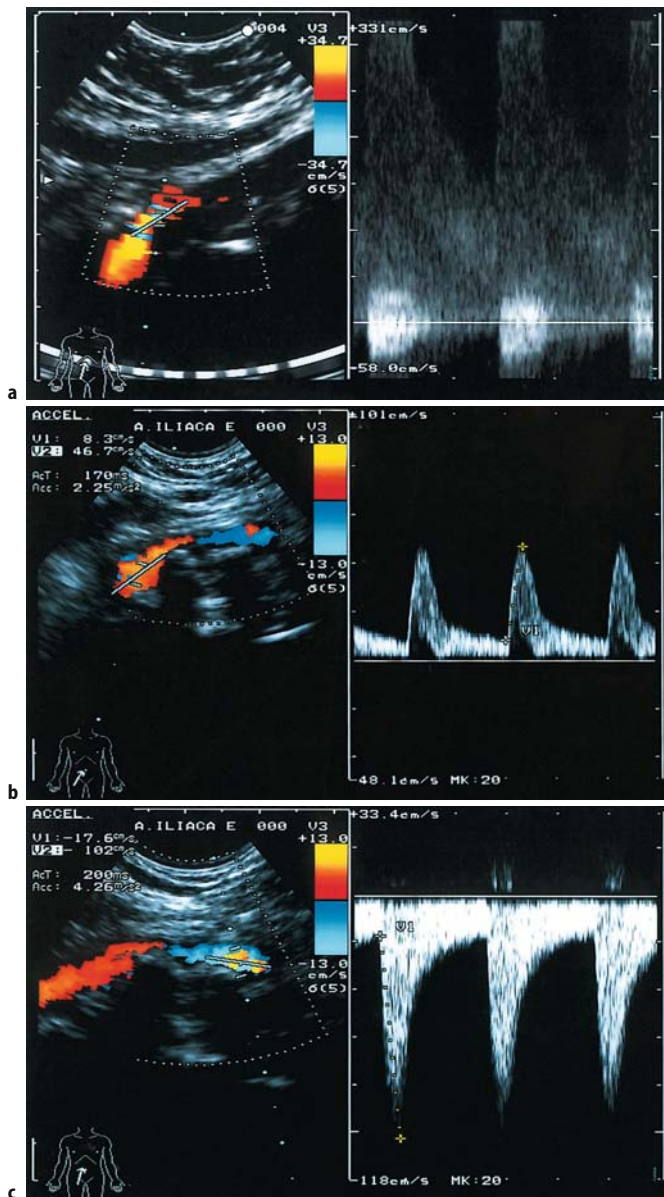 004 V3
+34.7
-34.7
cm/s
σ(5)
+331cm/s
-58.0cm/s
a
ACCEL.
V1: 8.3cm/s
V2: 46.7cm/s
AcT: 170ms
Acc: 2.25m/s²
A.ILIACA E 000 V3
+13.0
-13.0
cm/s
σ(5)
±101cm/s
V1
-48.1cm/s MK:20
b
ACCEL.
V1:-17.6cm/s
V2:- 102cm/s
AcT: 200ms
Acc: 4.26m/s²
A.ILIACA E 000 V3
+13.0
-13.0
cm/s
σ(5)
+33.4cm/s
V1
-118cm/s MK:20
c